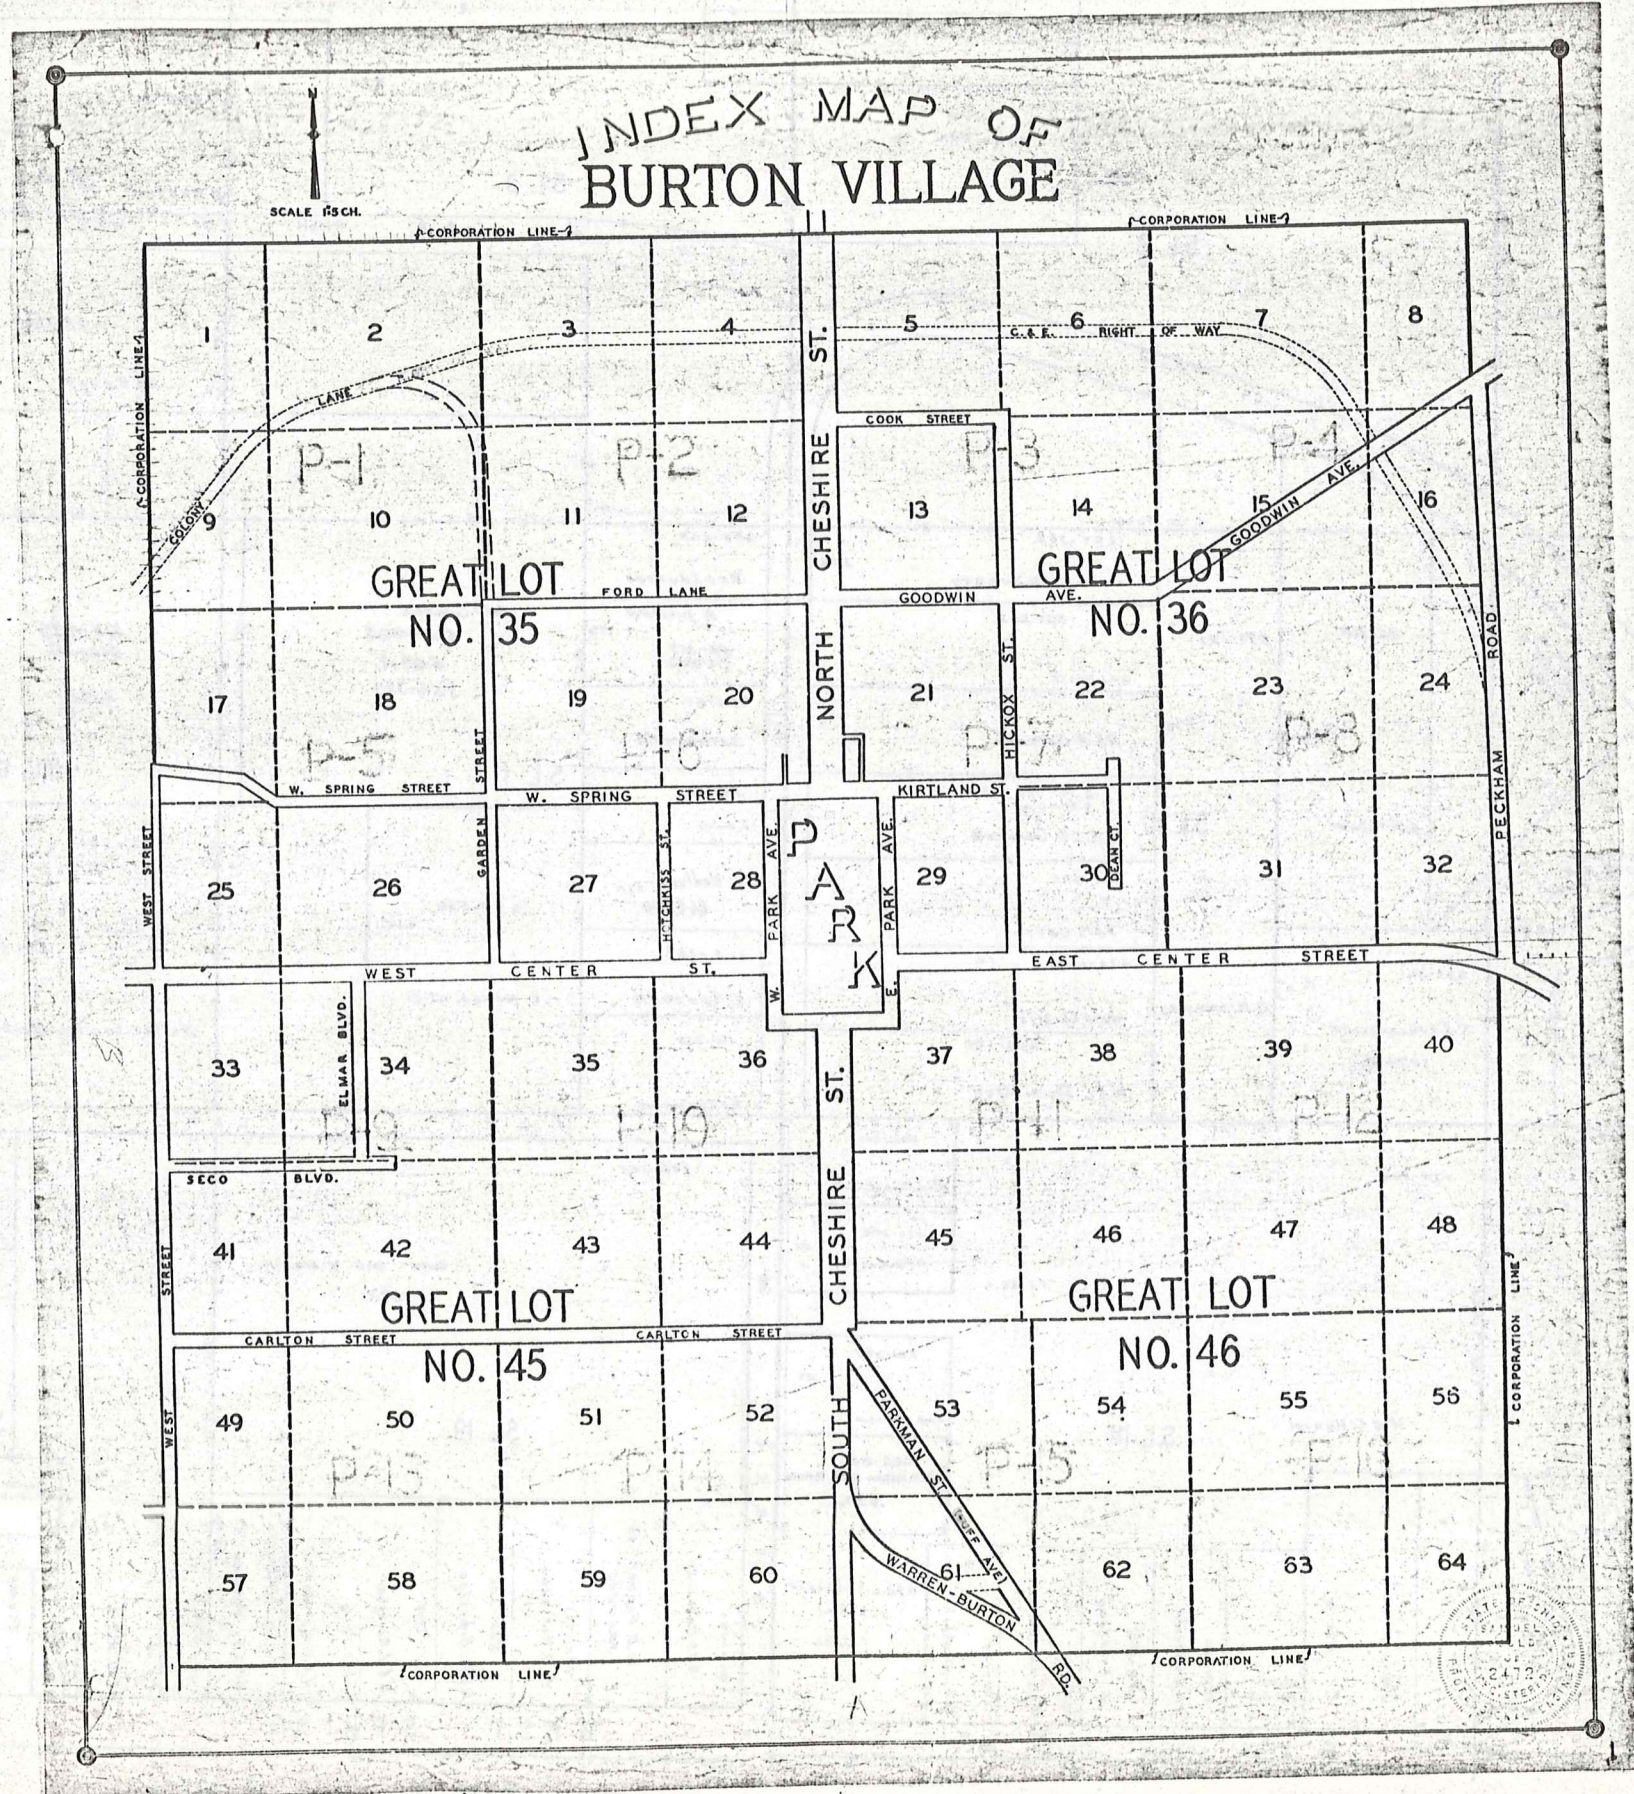 INDEX MAP OF
BURTON VILLAGE
N
SCALE 1:5CH.
CORPORATION LINE
CORPORATION LINE
CORPORATION LINE
1
2
3
4
5
6
7
8
C. & E. RIGHT OF WAY
NORTH CHESHIRE ST.
COLONY LANE
COOK STREET
P-1
P-2
P-3
P-4
9
10
11
12
13
14
15
16
GOODWIN AVE.
GREAT LOT
NO. 35
GREAT LOT
NO. 36
FORD LANE
GOODWIN AVE.
17
18
19
20
21
22
23
24
HICKOX ST.
PECKHAM ROAD
P-5
P-6
P-7
P-8
GARDEN STREET
W. SPRING STREET
W. SPRING STREET
KIRTLAND ST.
WEST STREET
25
26
27
28
29
30
31
32
HOTCHKISS ST.
W. PARK AVE.
PARK
E. PARK AVE.
DEAN CT.
WEST CENTER ST.
EAST CENTER STREET
33
34
35
36
37
38
39
40
ELMAR BLVD.
P-9
P-10
P-11
P-12
SECO BLVD.
SOUTH CHESHIRE ST.
41
42
43
44
45
46
47
48
WEST STREET
GREAT LOT
NO. 45
GREAT LOT
NO. 46
CARLTON STREET
CARLTON STREET
CORPORATION LINE
49
50
51
52
53
54
55
56
PARKMAN ST.
AVE)
P-13
P-14
P-15
P-16
57
58
59
60
61
62
63
64
WARREN-BURTON RD.
CORPORATION LINE
CORPORATION LINE
STATE OF OHIO
2472
1